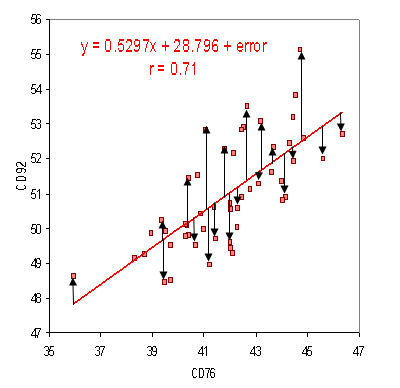 y = 0.5297x + 28.796 + error
r = 0.71
56
55
54
53
52
51
50
49
48
47
CD92
35 37 39 41 43 45 47
CD76